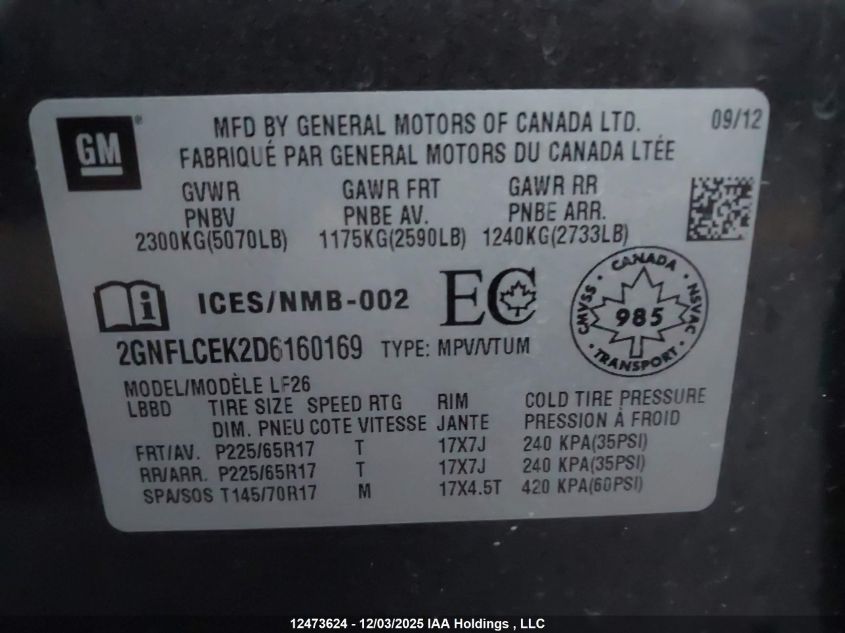 GM
MFD BY GENERAL MOTORS OF CANADA LTD. 09/12
FABRIQUÉ PAR GENERAL MOTORS DU CANADA LTÉE
GVWR GAWR FRT GAWR RR
PNBV PNBE AV. PNBE ARR.
2300KG(5070LB) 1175KG(2590LB) 1240KG(2733LB)
i ICES/NMB-002 EC
CANADA
CMVSS 985 NSVAC
TRANSPORT
2GNFLCEK2D6160169 TYPE: MPV/VTUM
MODEL/MODÈLE LF26
LBBD TIRE SIZE SPEED RTG RIM COLD TIRE PRESSURE
DIM. PNEU COTE VITESSE JANTE PRESSION À FROID
FRT/AV. P225/65R17 T 17X7J 240 KPA(35PSI)
RR/ARR. P225/65R17 T 17X7J 240 KPA(35PSI)
SPA/SOS T145/70R17 M 17X4.5T 420 KPA(60PSI)
12473624 - 12/03/2025 IAA Holdings , LLC